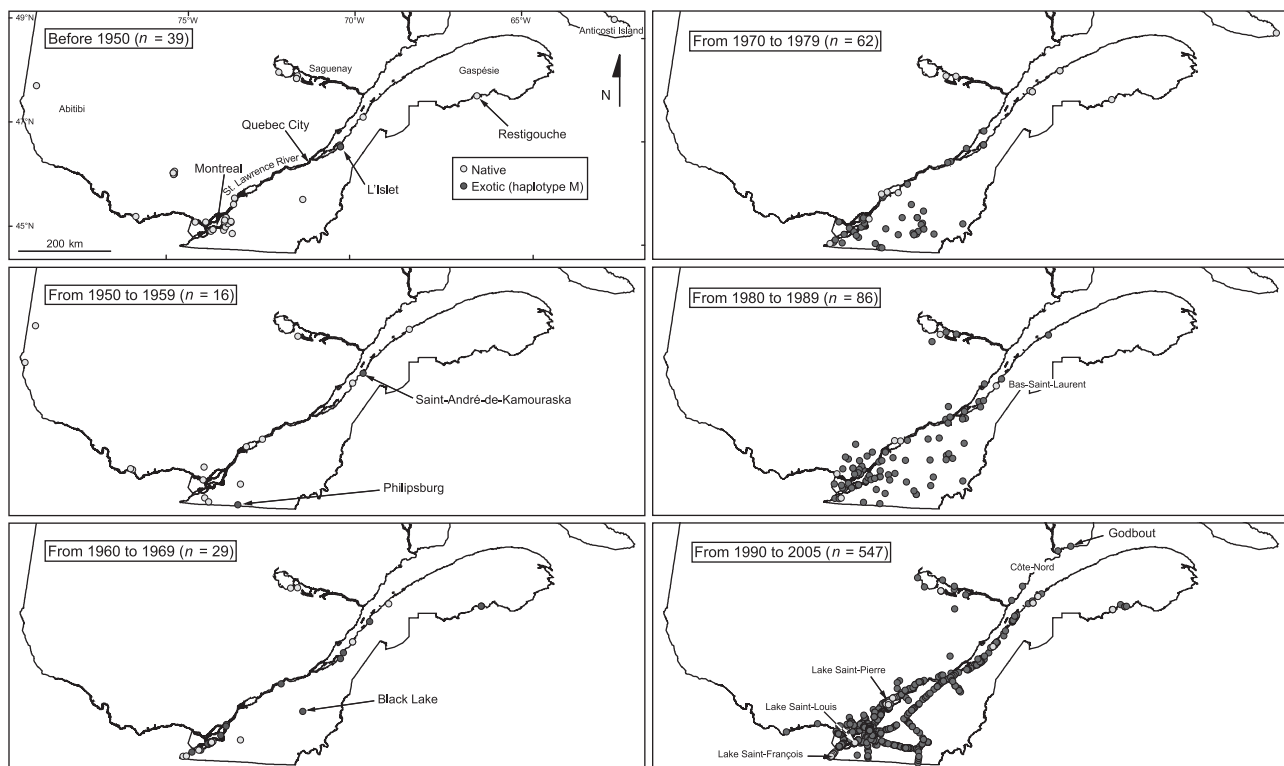 49°N
75°W
70°W
65°W
Before 1950 (n = 39)
Anticosti Island
Saguenay
Gaspésie
N
Abitibi
47°N
Quebec City
Restigouche
Montreal
St. Lawrence River
L'Islet
Native
Exotic (haplotype M)
45°N
200 km
From 1950 to 1959 (n = 16)
Saint-André-de-Kamouraska
Philipsburg
From 1960 to 1969 (n = 29)
Black Lake
From 1970 to 1979 (n = 62)
From 1980 to 1989 (n = 86)
Bas-Saint-Laurent
From 1990 to 2005 (n = 547)
Godbout
Côte-Nord
Lake Saint-Pierre
Lake Saint-Louis
Lake Saint-François